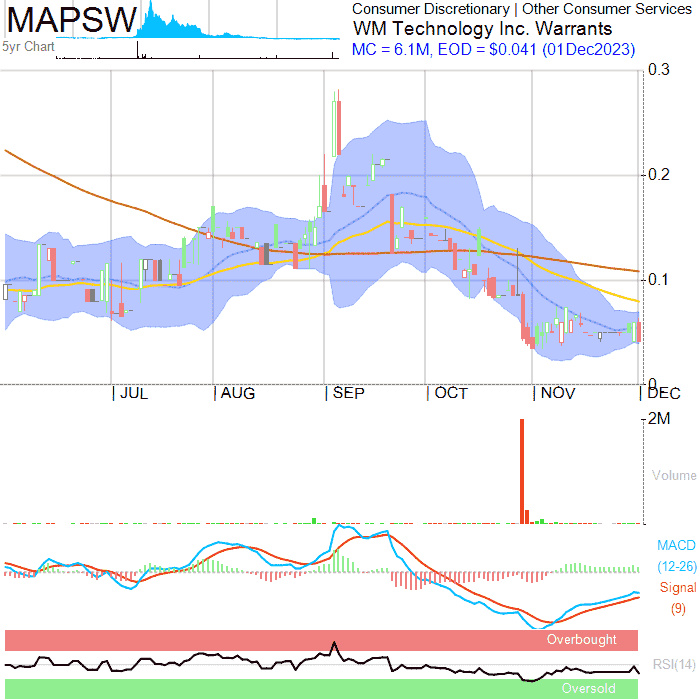 MAPSW
5yr Chart
Consumer Discretionary | Other Consumer Services
WM Technology Inc. Warrants
MC = 6.1M, EOD = $0.041 (01Dec2023)
0.3
0.2
0.1
0
JUL AUG SEP OCT NOV DEC
2M
Volume
MACD
(12-26)
Signal
(9)
Overbought
RSI(14)
Oversold